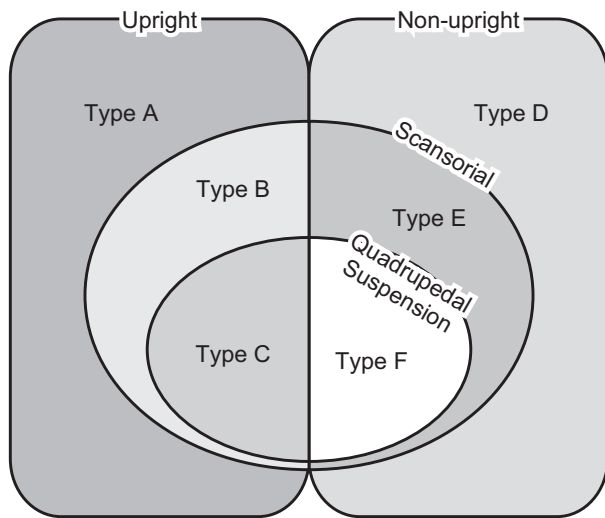 Upright
Non-upright
Type A
Type D
Scansorial
Type B
Type E
Quadrupedal
Suspension
Type C
Type F